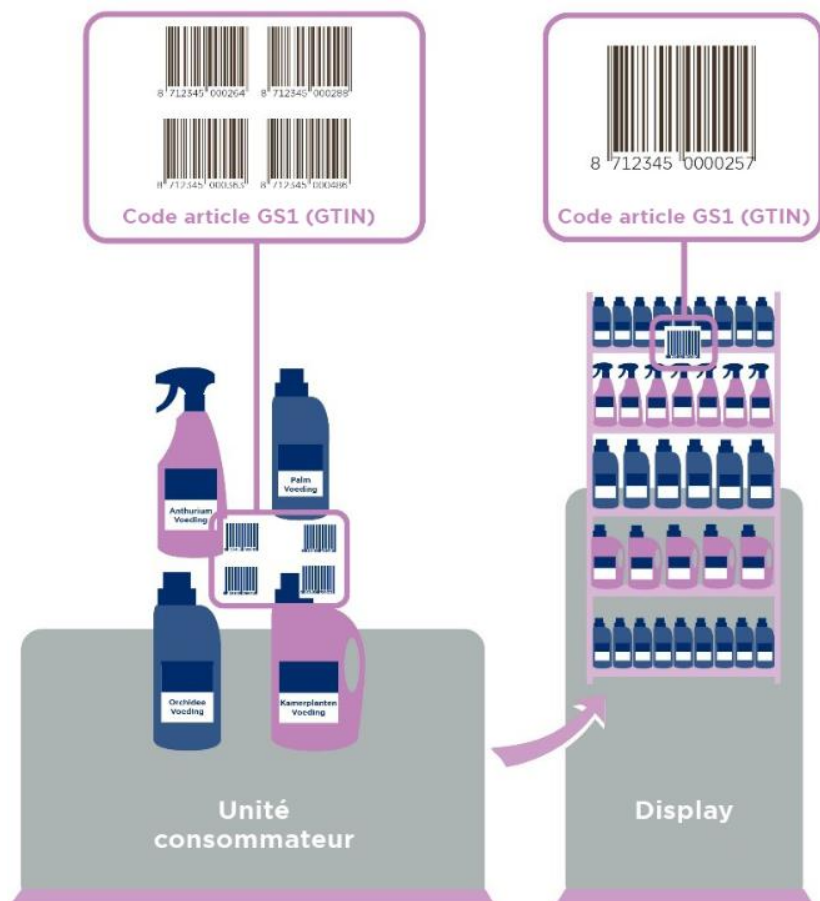 8 712345 000264
8 712345 000288
8 712345 000363
8 712345 000486
Code article GS1 (GTIN)
8 712345 0000257
Code article GS1 (GTIN)
Anthurium
Voeding
Palm
Voeding
Orchidee
Voeding
Kamerplanten
Voeding
Unité
consommateur
Display